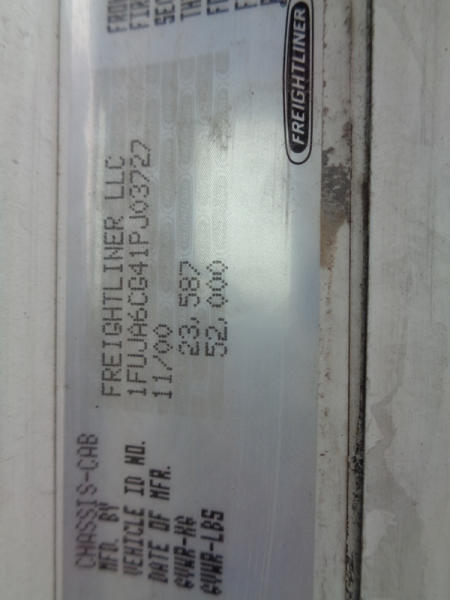 CHASSIS-CAB
MFD. BY FREIGHTLINER LLC
VEHICLE ID NO. 1FUJA6CG41PJ03727
DATE OF MFR. 11/00
GVWR-KG 23,587
GVWR-LBS 52,000
FREIGHTLINER